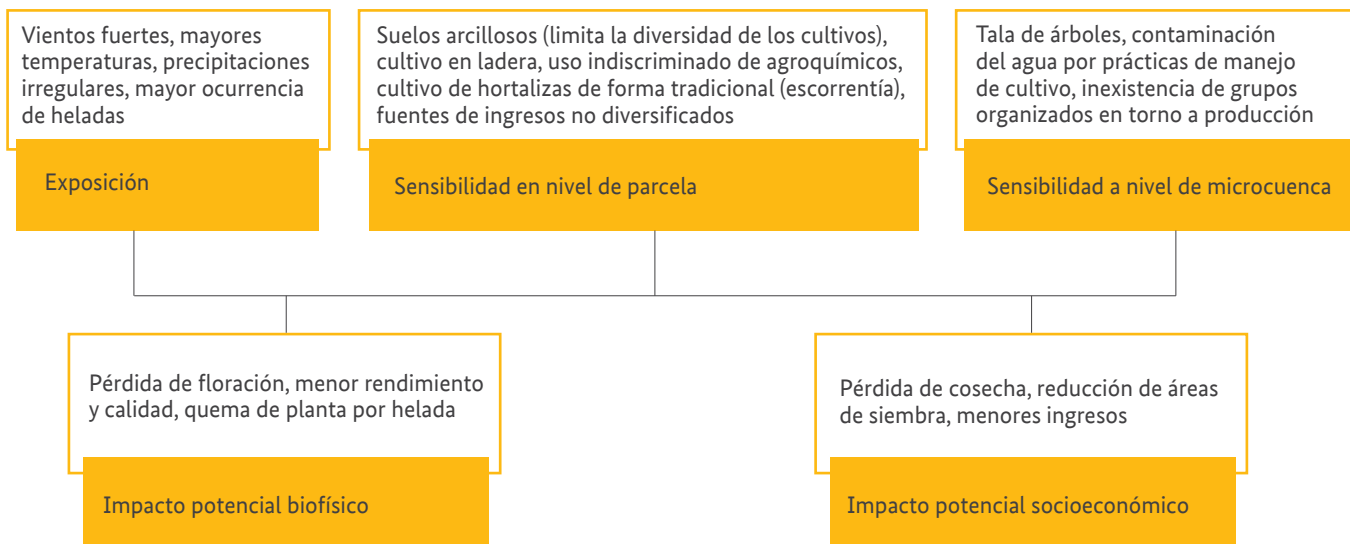 Vientos fuertes, mayores
temperaturas, precipitaciones
irregulares, mayor ocurrencia
de heladas
Exposición
Suelos arcillosos (limita la diversidad de los cultivos),
cultivo en ladera, uso indiscriminado de agroquímicos,
cultivo de hortalizas de forma tradicional (escorrentía),
fuentes de ingresos no diversificados
Sensibilidad en nivel de parcela
Tala de árboles, contaminación
del agua por prácticas de manejo
de cultivo, inexistencia de grupos
organizados en torno a producción
Sensibilidad a nivel de microcuenca
Pérdida de floración, menor rendimiento
y calidad, quema de planta por helada
Impacto potencial biofísico
Pérdida de cosecha, reducción de áreas
de siembra, menores ingresos
Impacto potencial socioeconómico